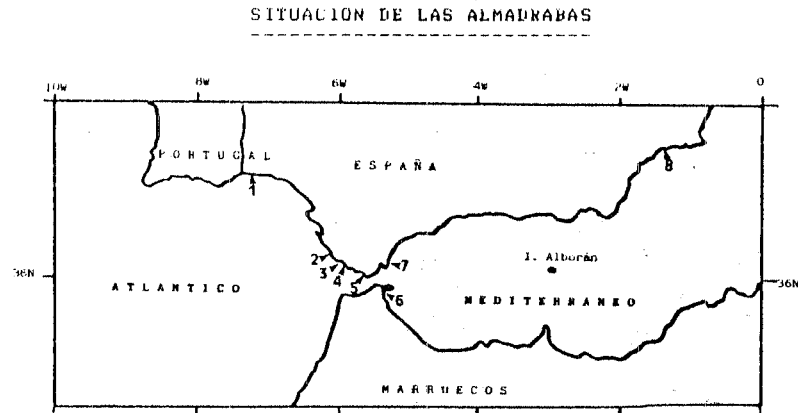 SITUACION DE LAS ALMADRABAS
10W 8W 6W 4W 2W 0
PORTUGAL
ESPAÑA
8
1
2
3
4
5
7
6
I. Alborán
36N
36N
ATLANTICO
MEDITERRANEO
MARRUECOS